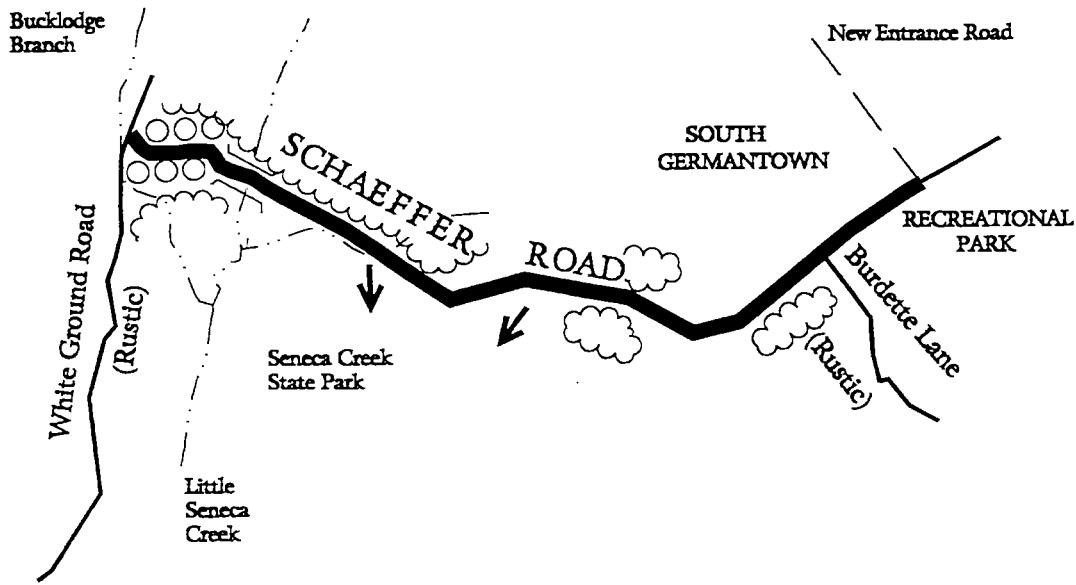 Bucklodge
Branch
New Entrance Road
SOUTH
GERMANTOWN
SCHAEFFER
ROAD
RECREATIONAL
PARK
White Ground Road
(Rustic)
Burdette Lane
(Rustic)
Seneca Creek
State Park
Little
Seneca
Creek